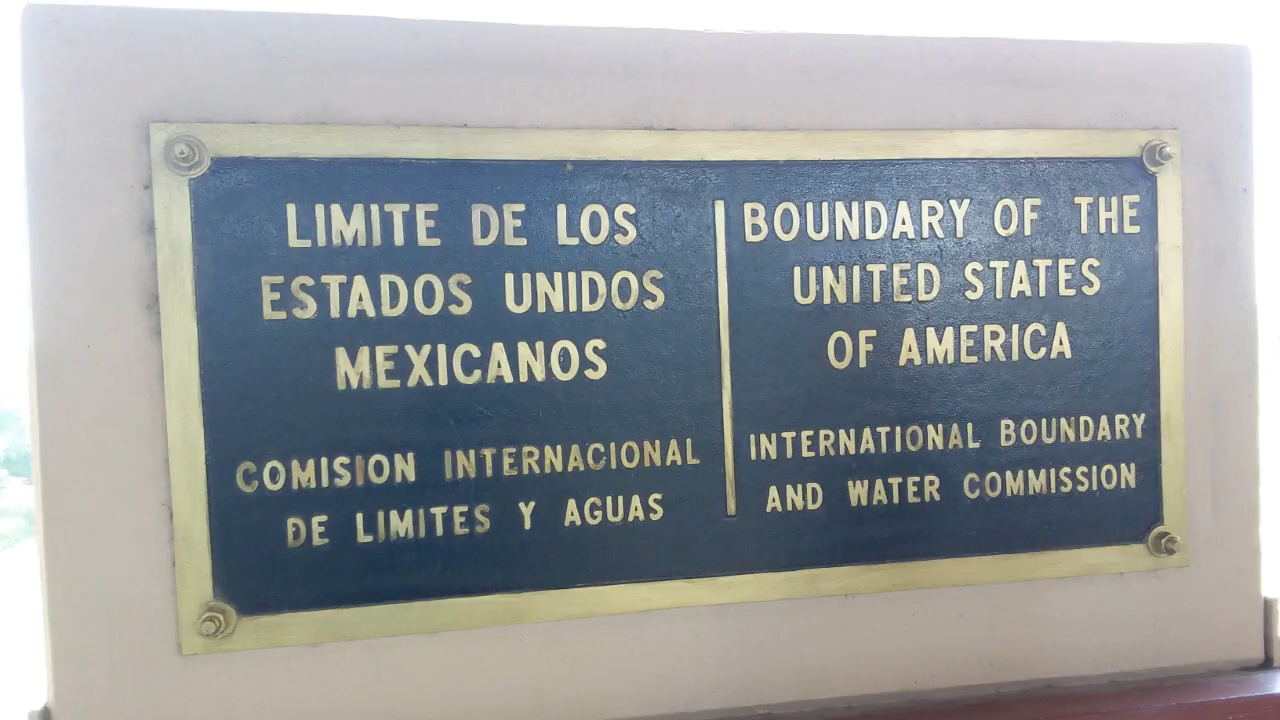 LIMITE DE LOS
ESTADOS UNIDOS
MEXICANOS
COMISION INTERNACIONAL
DE LIMITES Y AGUAS
BOUNDARY OF THE
UNITED STATES
OF AMERICA
INTERNATIONAL BOUNDARY
AND WATER COMMISSION